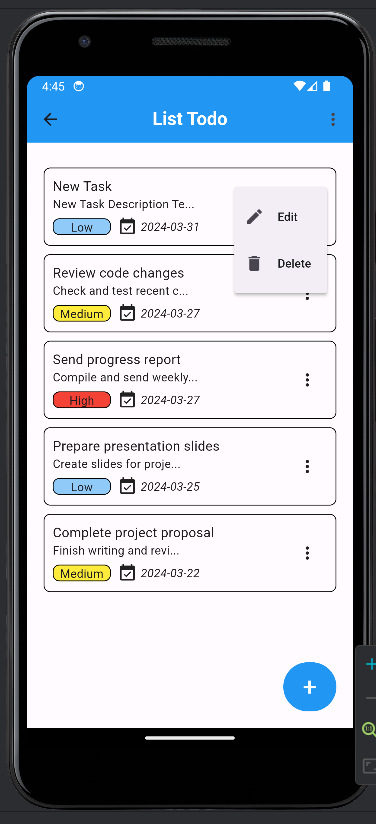 4:45
List Todo
New Task
New Task Description Te...
Low
2024-03-31
Edit
Delete
Review code changes
Check and test recent c...
Medium
2024-03-27
Send progress report
Compile and send weekly...
High
2024-03-27
Prepare presentation slides
Create slides for proje...
Low
2024-03-25
Complete project proposal
Finish writing and revi...
Medium
2024-03-22